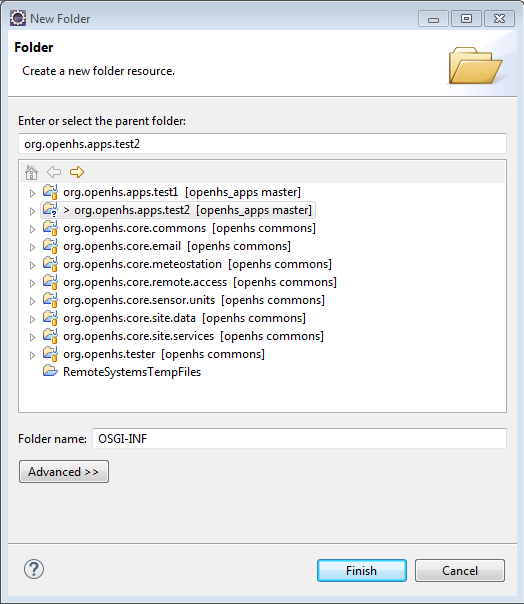 New Folder
Folder
Create a new folder resource.
Enter or select the parent folder:
org.openhs.apps.test2
org.openhs.apps.test1 [openhs_apps master]
> org.openhs.apps.test2 [openhs_apps master]
org.openhs.core.commons [openhs commons]
org.openhs.core.email [openhs commons]
org.openhs.core.meteostation [openhs commons]
org.openhs.core.remote.access [openhs commons]
org.openhs.core.sensor.units [openhs commons]
org.openhs.core.site.data [openhs commons]
org.openhs.core.site.services [openhs commons]
org.openhs.tester [openhs commons]
RemoteSystemsTempFiles
Folder name: OSGI-INF
Advanced >>
? Finish Cancel